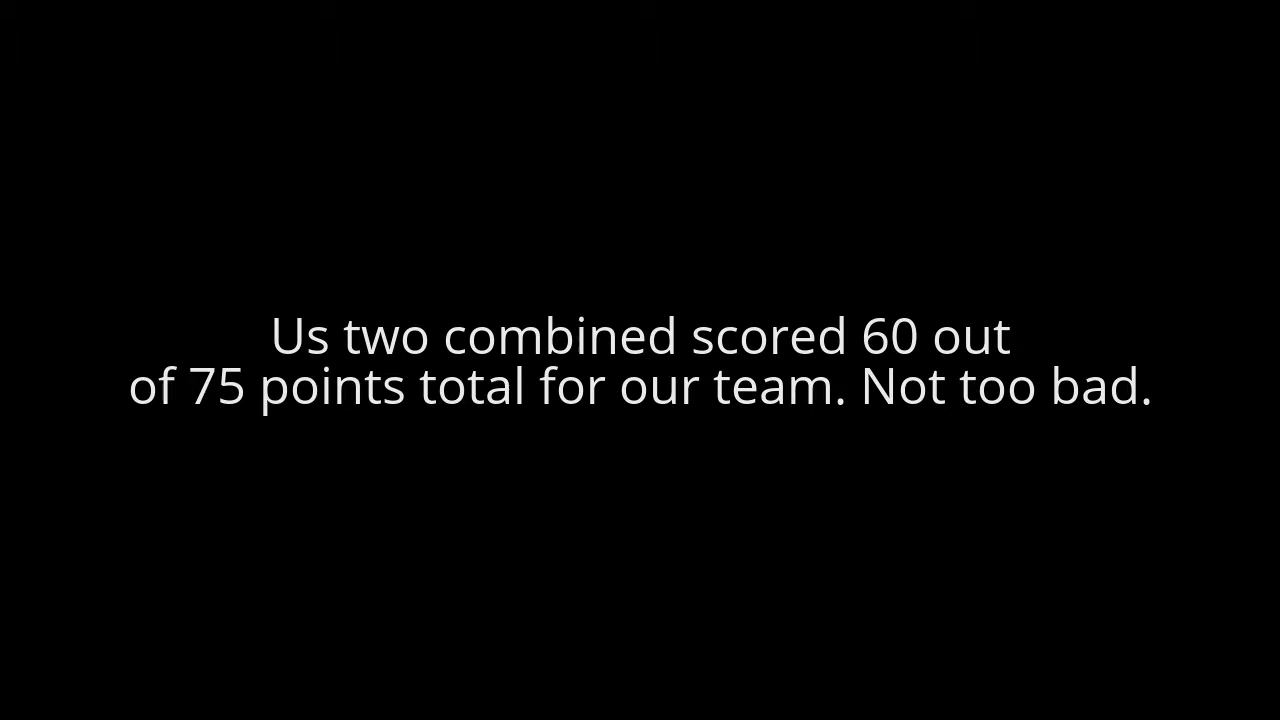 Us two combined scored 60 out
of 75 points total for our team. Not too bad.